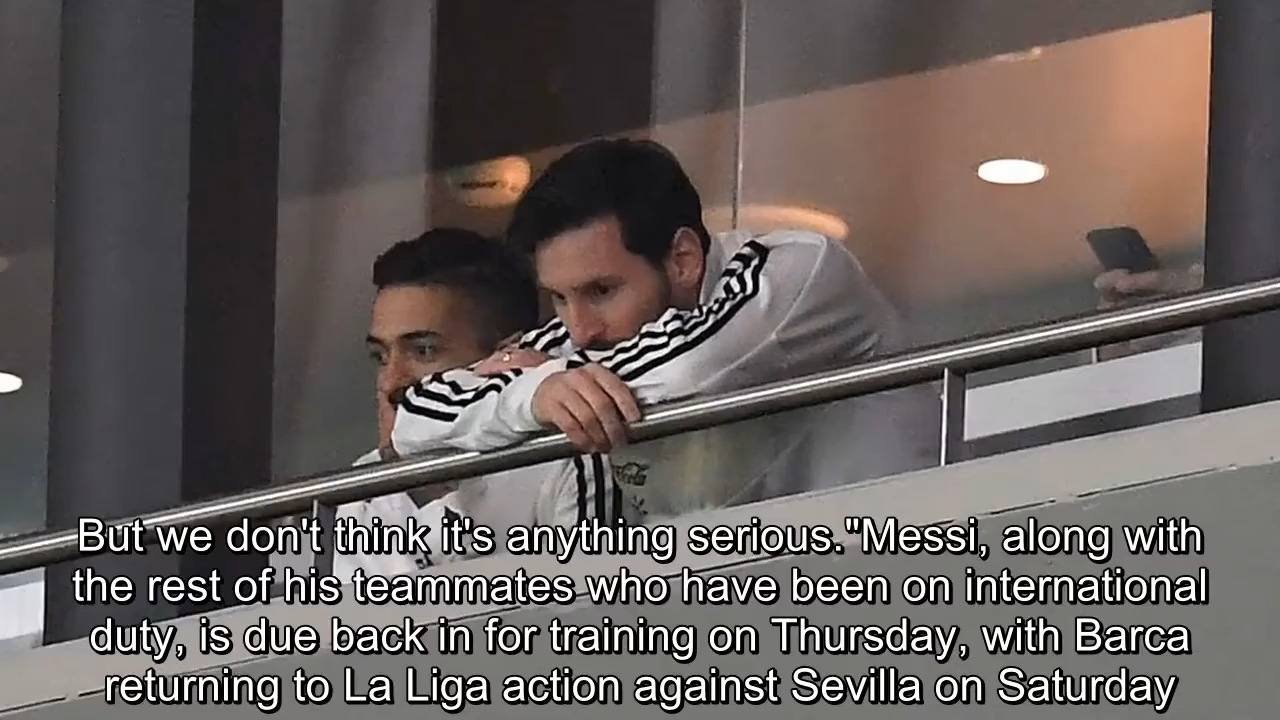 Coca-Cola
But we don't think it's anything serious."Messi, along with
the rest of his teammates who have been on international
duty, is due back in for training on Thursday, with Barca
returning to La Liga action against Sevilla on Saturday